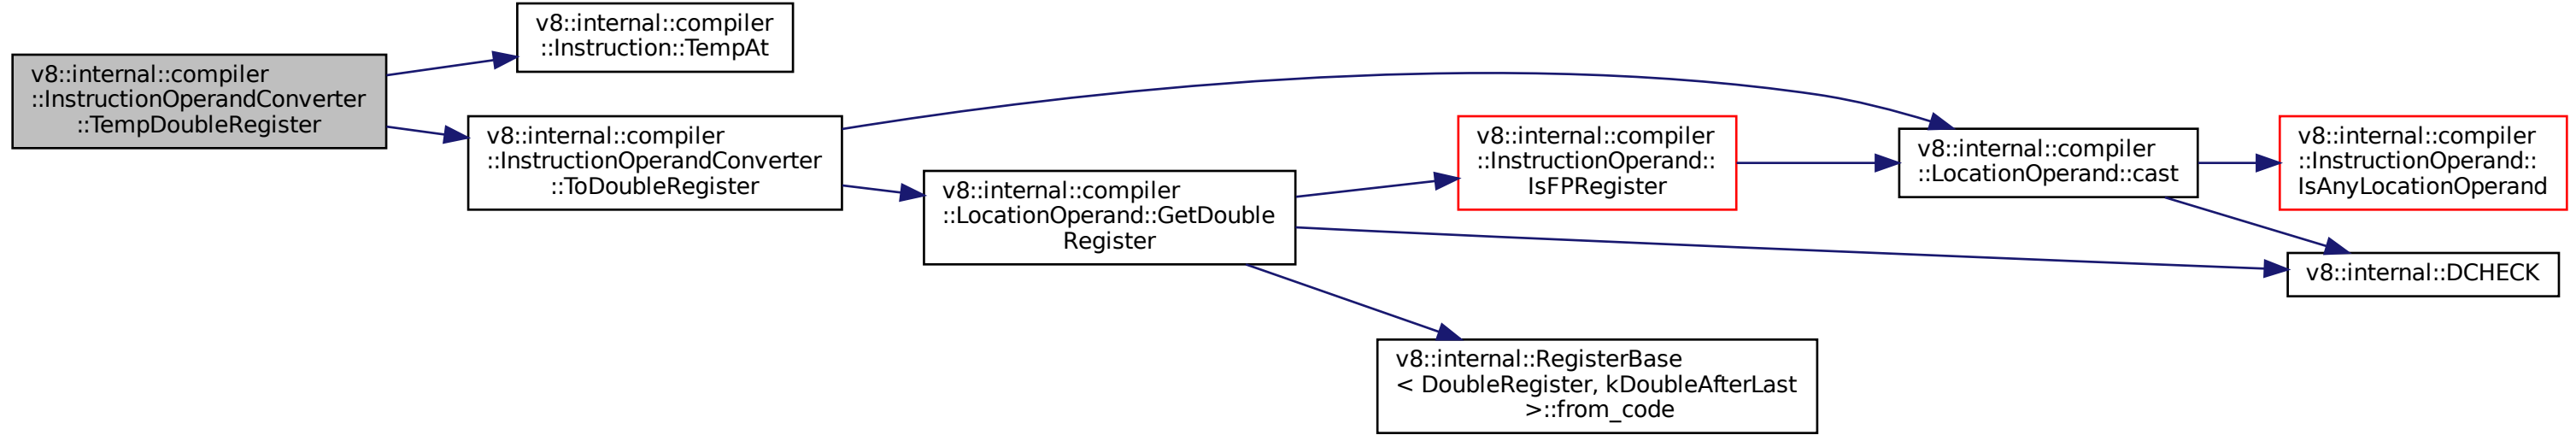 v8::internal::compiler
::InstructionOperandConverter
::TempDoubleRegister
v8::internal::compiler
::Instruction::TempAt
v8::internal::compiler
::InstructionOperandConverter
::ToDoubleRegister
v8::internal::compiler
::LocationOperand::GetDouble
Register
v8::internal::compiler
::InstructionOperand::
IsFPRegister
v8::internal::RegisterBase
< DoubleRegister, kDoubleAfterLast
>::from_code
v8::internal::compiler
::LocationOperand::cast
v8::internal::compiler
::InstructionOperand::
IsAnyLocationOperand
v8::internal::DCHECK